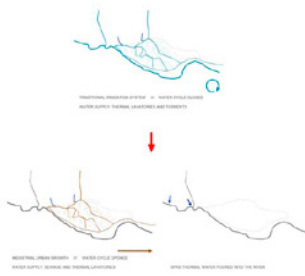 TRADITIONAL IRRIGATION SYSTEM = WATER CYCLE CLOSED
WATER SUPPLY: THERMAL LAVATORIES AND TORRENTS
INDUSTRIAL URBAN GROWTH = WATER CYCLE OPENED
WATER SUPPLY: SEWAGE AND THERMAL LAVATORIES
OPEN THERMAL WATER PUSHED INTO THE RIVER